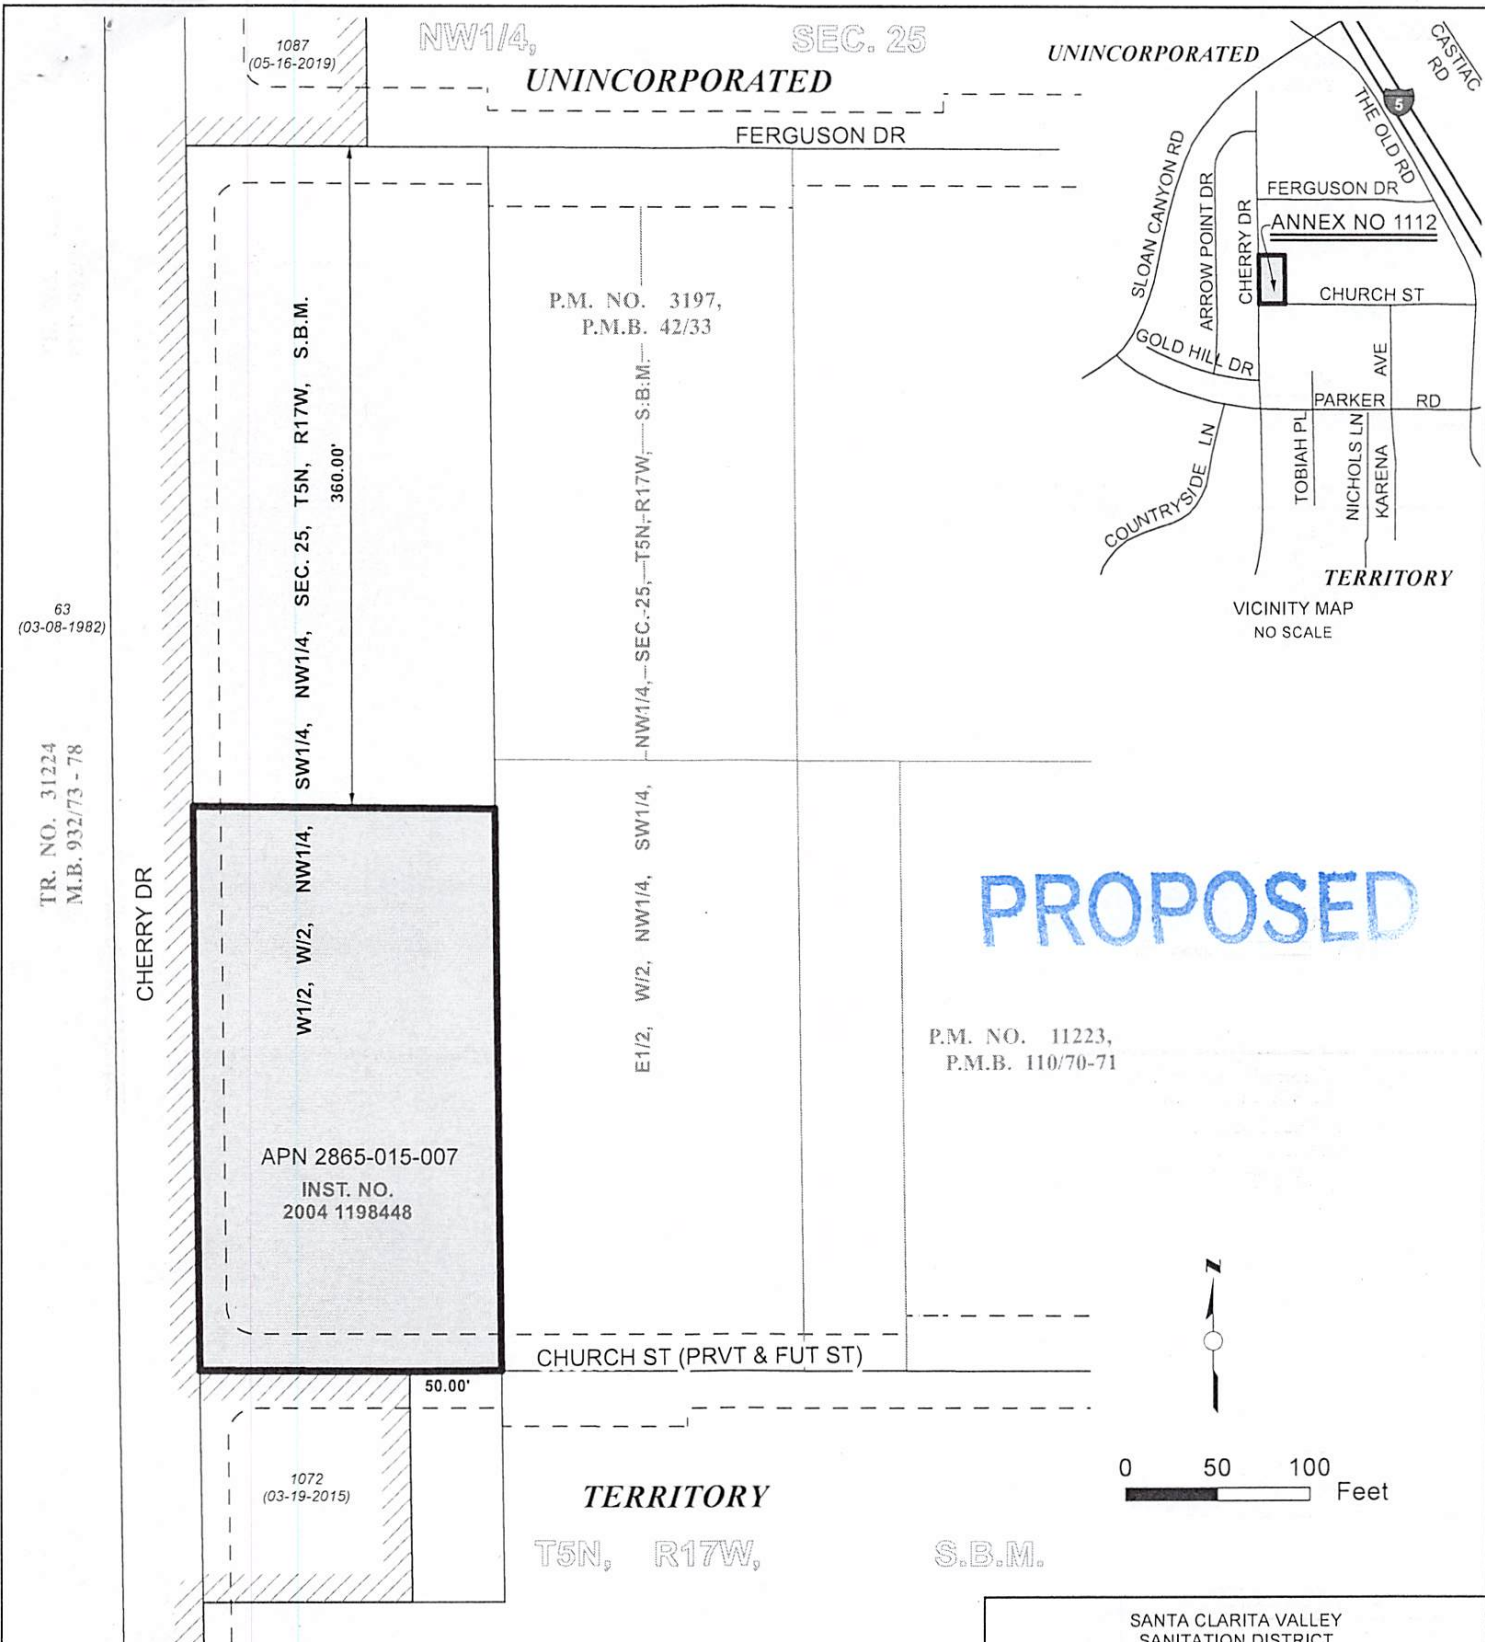 1087
(05-16-2019)
NW1/4, SEC. 25
UNINCORPORATED
FERGUSON DR
63
(03-08-1982)
TR. NO. 31224
M.B. 932/73 - 78
CHERRY DR
W1/2, W/2, NW1/4, SW1/4, NW1/4, SEC. 25, T5N, R17W, S.B.M.
360.00'
P.M. NO. 3197,
P.M.B. 42/33
E1/2, W/2, NW1/4, SW1/4, NW1/4, SEC. 25, T5N, R17W, S.B.M.
PROPOSED
P.M. NO. 11223,
P.M.B. 110/70-71
APN 2865-015-007
INST. NO.
2004 1198448
CHURCH ST (PRVT & FUT ST)
50.00'
1072
(03-19-2015)
TERRITORY
T5N, R17W, S.B.M.
UNINCORPORATED
CASTIAC
RD
5
THE OLD RD
SLOAN CANYON RD
ARROW POINT DR
CHERRY DR
FERGUSON DR
ANNEX NO 1112
CHURCH ST
GOLD HILL DR
PARKER RD
COUNTRYSIDE LN
TOBIAH PL
NICHOLS LN
KARENA AVE
TERRITORY
VICINITY MAP
NO SCALE
N
0 50 100
Feet
SANTA CLARITA VALLEY
SANITATION DISTRICT